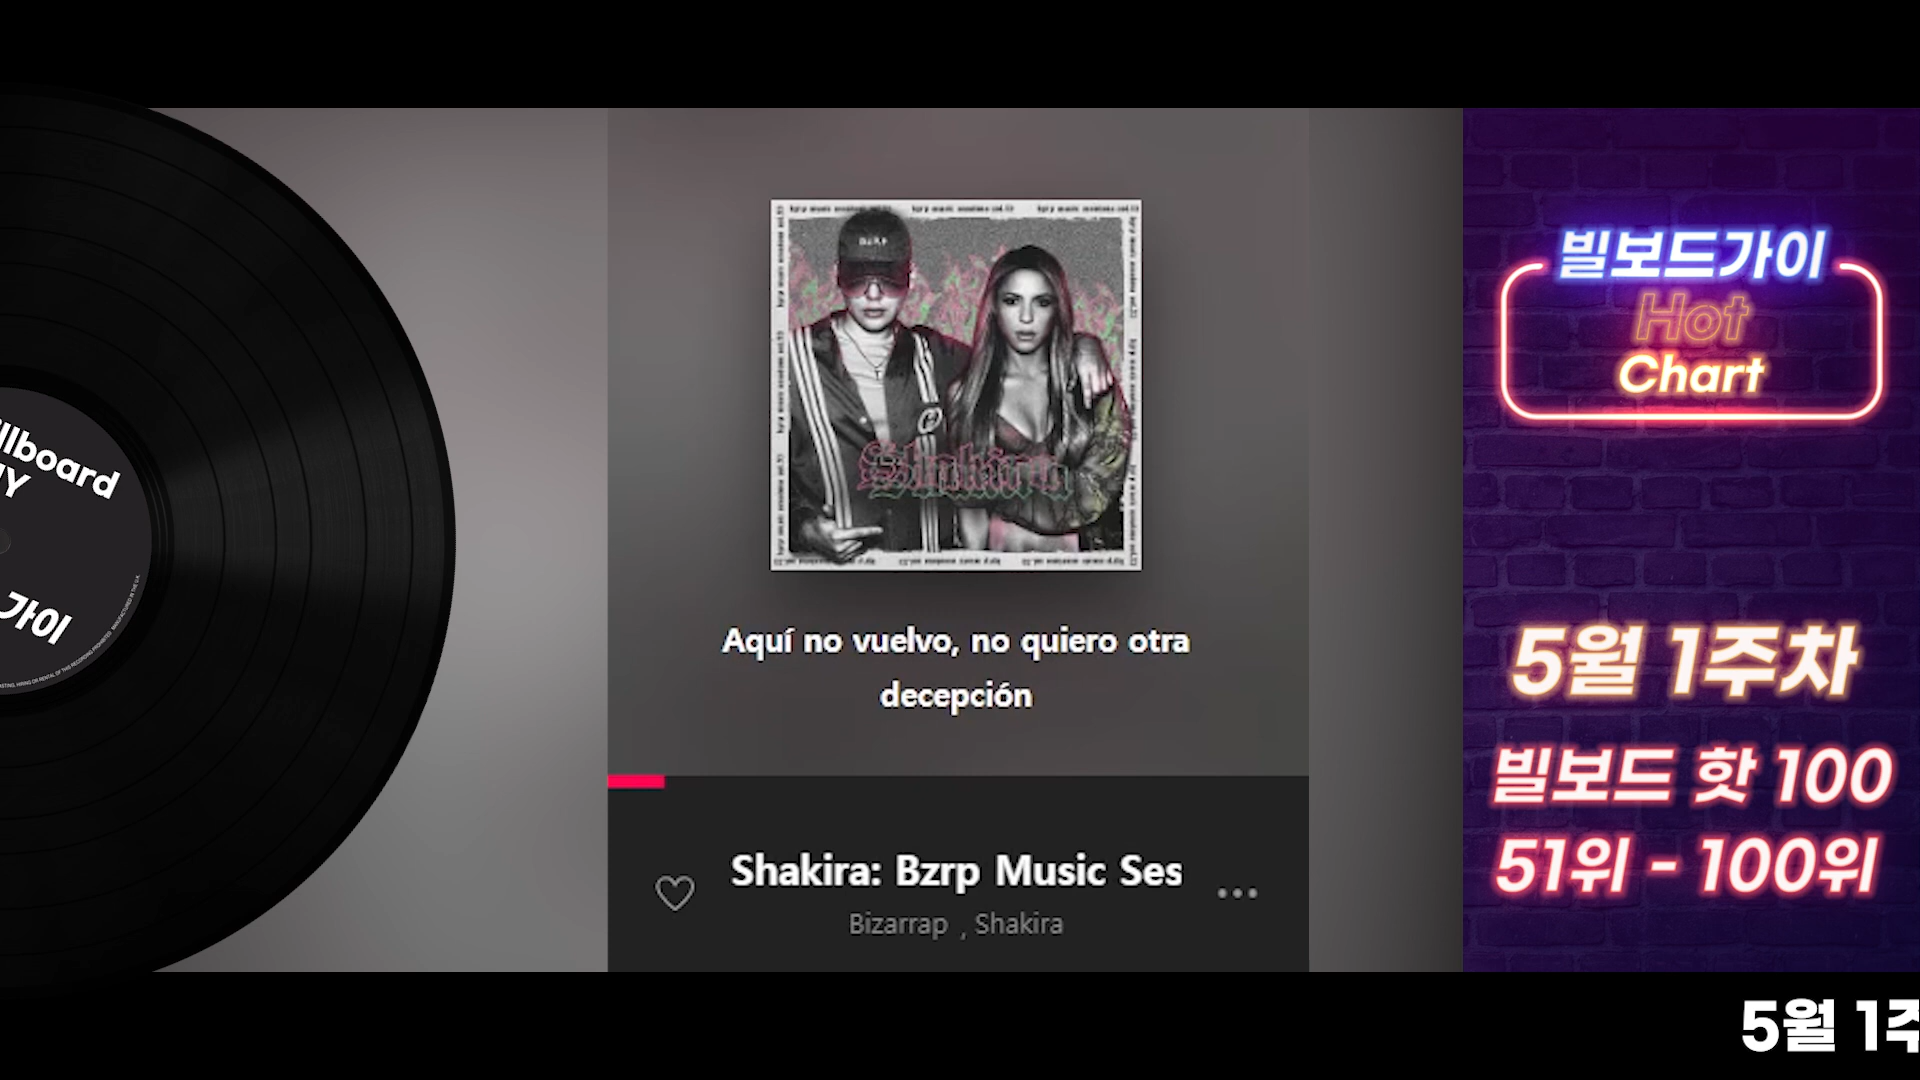 가이
Shakira
Aquí no vuelvo, no quiero otra
decepción
Shakira: Bzrp Music Ses
Bizarrap , Shakira
빌보드가이
Hot
Chart
5월 1주차
빌보드 핫 100
51위 - 100위
5월 1주